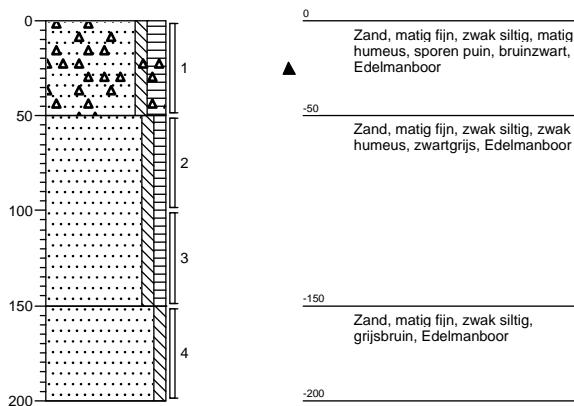 0
50
100
150
200
1
2
3
4
0
Zand, matig fijn, zwak siltig, matig
humeus, sporen puin, bruinzwart,
Edelmanboor
-50
Zand, matig fijn, zwak siltig, zwak
humeus, zwartgrijs, Edelmanboor
-150
Zand, matig fijn, zwak siltig,
grijsbruin, Edelmanboor
-200